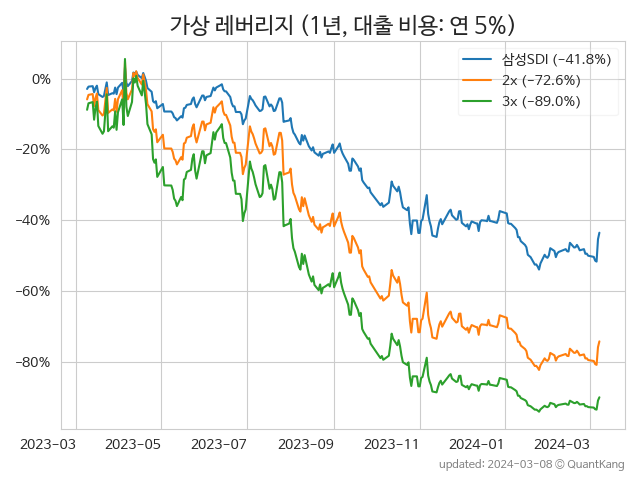 가상 레버리지 (1년, 대출 비용: 연 5%)
삼성SDI (−41.8%)
2x (−72.6%)
3x (−89.0%)
0%
−20%
−40%
−60%
−80%
2023-03 2023-05 2023-07 2023-09 2023-11 2024-01 2024-03
updated: 2024-03-08 © QuantKang